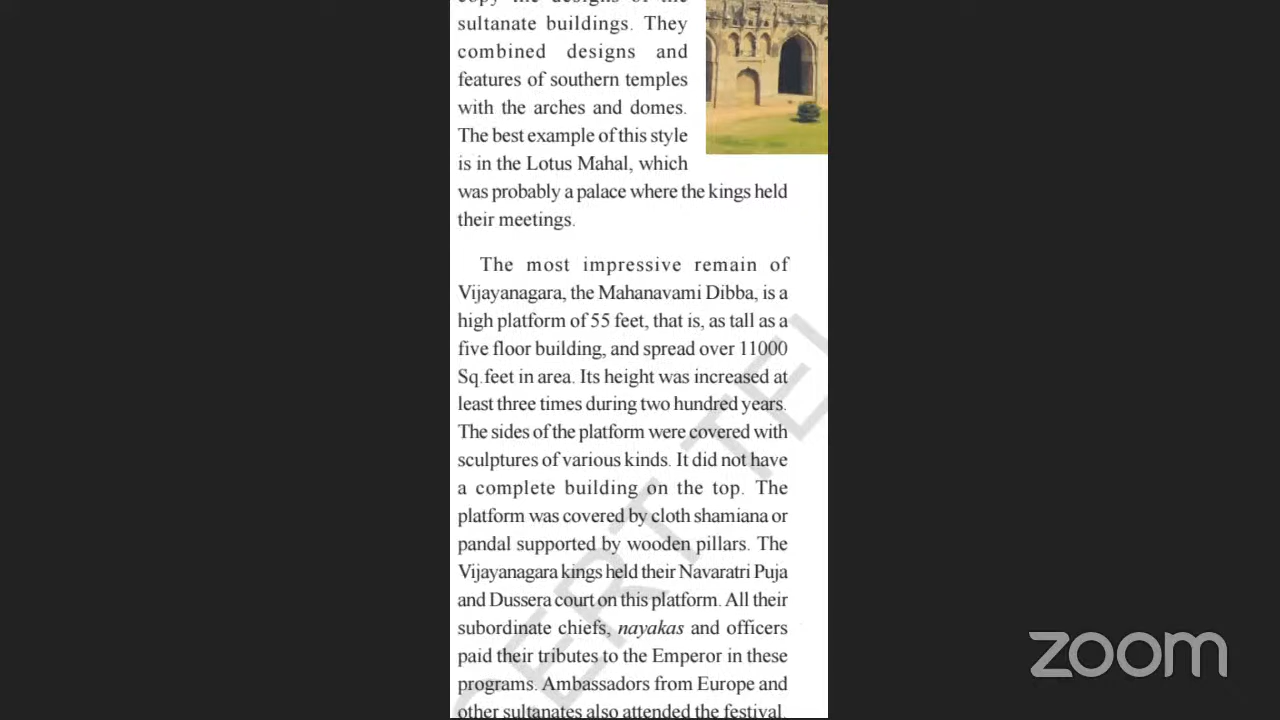 copy the designs of the
sultanate buildings. They
combined designs and
features of southern temples
with the arches and domes.
The best example of this style
is in the Lotus Mahal, which
was probably a palace where the kings held
their meetings.
The most impressive remain of
Vijayanagara, the Mahanavami Dibba, is a
high platform of 55 feet, that is, as tall as a
five floor building, and spread over 11000
Sq.feet in area. Its height was increased at
least three times during two hundred years.
The sides of the platform were covered with
sculptures of various kinds. It did not have
a complete building on the top. The
platform was covered by cloth shamiana or
pandal supported by wooden pillars. The
Vijayanagara kings held their Navaratri Puja
and Dussera court on this platform. All their
subordinate chiefs, nayakas and officers
paid their tributes to the Emperor in these
programs. Ambassadors from Europe and
other sultanates also attended the festival.
zoom